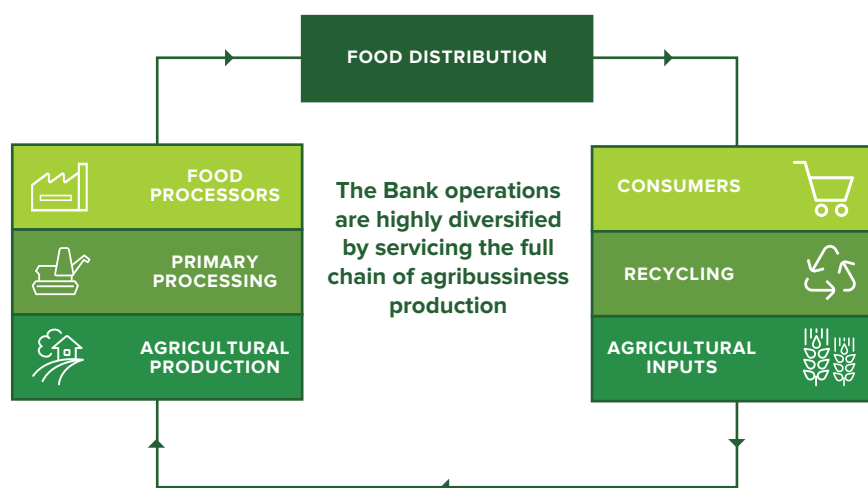 FOOD DISTRIBUTION
FOOD
PROCESSORS
PRIMARY
PROCESSING
AGRICULTURAL
PRODUCTION
The Bank operations
are highly diversified
by servicing the full
chain of agribussiness
production
CONSUMERS
RECYCLING
AGRICULTURAL
INPUTS